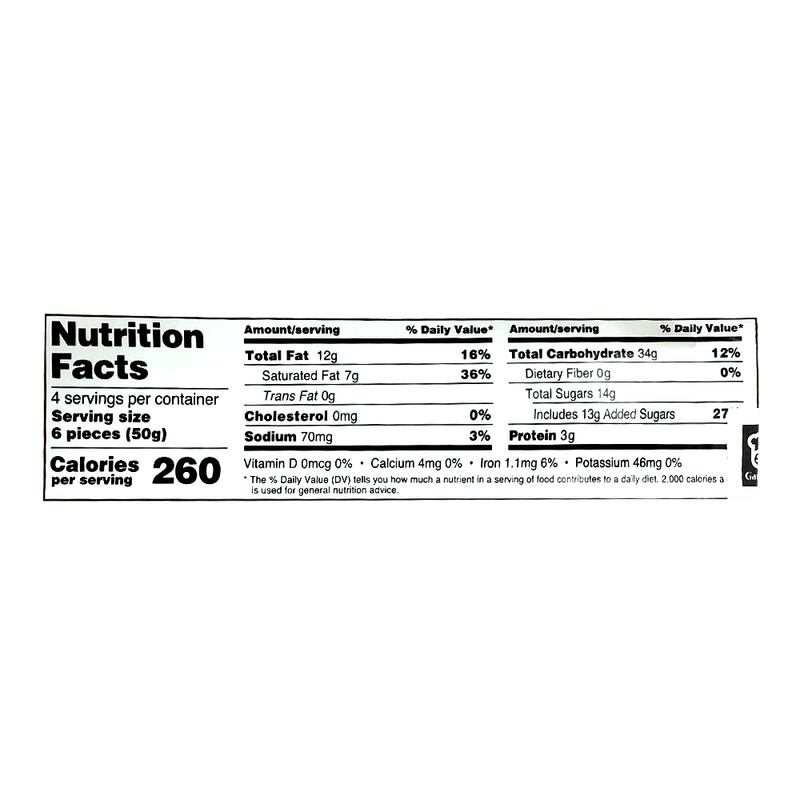 Nutrition
Facts
4 servings per container
Serving size
6 pieces (50g)
Calories
per serving
260
Amount/serving % Daily Value*
Total Fat 12g 16%
Saturated Fat 7g 36%
Trans Fat 0g
Cholesterol 0mg 0%
Sodium 70mg 3%
Amount/serving % Daily Value*
Total Carbohydrate 34g 12%
Dietary Fiber 0g 0%
Total Sugars 14g
Includes 13g Added Sugars 27
Protein 3g
Vitamin D 0mcg 0% • Calcium 4mg 0% • Iron 1.1mg 6% • Potassium 46mg 0%
* The % Daily Value (DV) tells you how much a nutrient in a serving of food contributes to a daily diet. 2,000 calories a
is used for general nutrition advice.